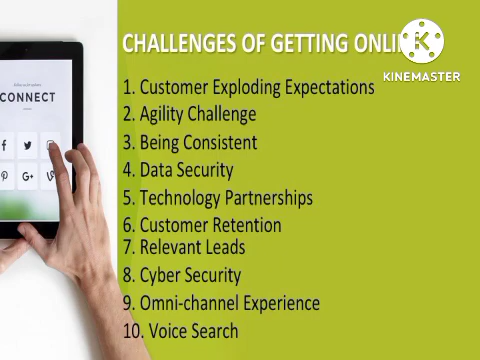 CHALLENGES OF GETTING ONLINE
K
KINEMASTER
1. Customer Exploding Expectations
2. Agility Challenge
3. Being Consistent
4. Data Security
5. Technology Partnerships
6. Customer Retention
7. Relevant Leads
8. Cyber Security
9. Omni-channel Experience
10. Voice Search
CONNECT
f
G+